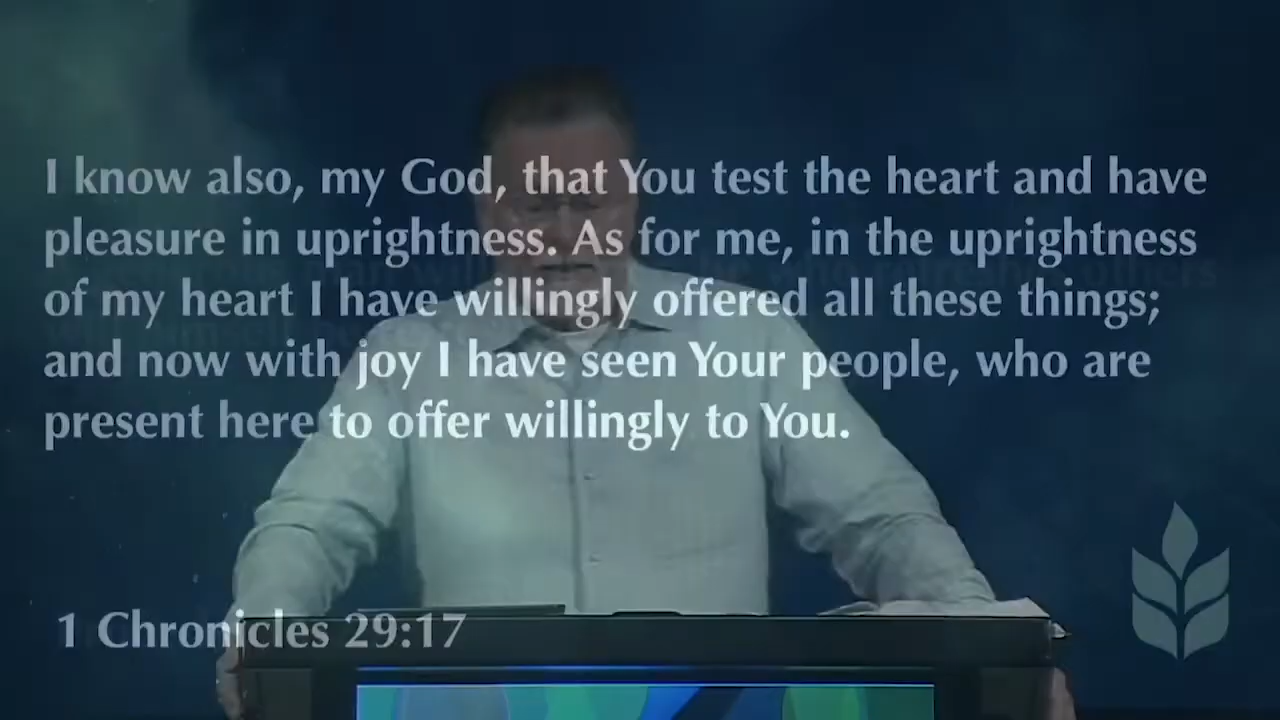 I know also, my God, that You test the heart and have
pleasure in uprightness. As for me, in the uprightness
of my heart I have willingly offered all these things;
and now with joy I have seen Your people, who are
present here to offer willingly to You.
1 Chronicles 29:17